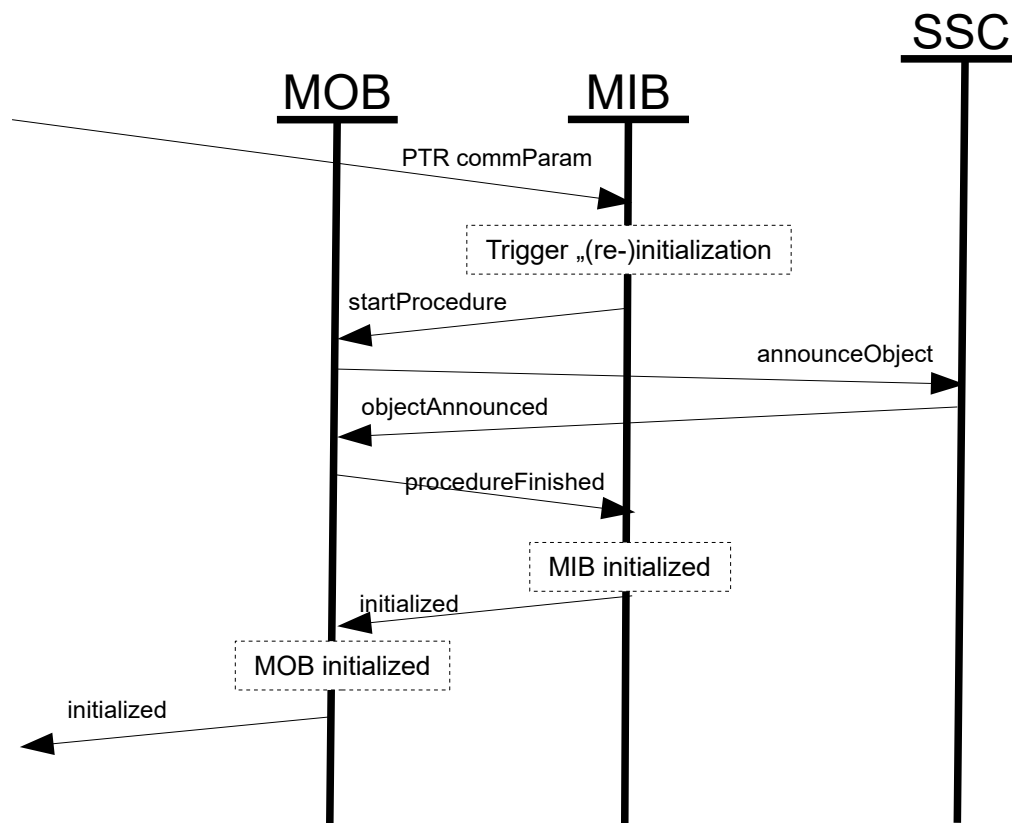 SSC
MOB
MIB
PTR commParam
Trigger „(re-)initialization
startProcedure
announceObject
objectAnnounced
procedureFinished
MIB initialized
initialized
MOB initialized
initialized